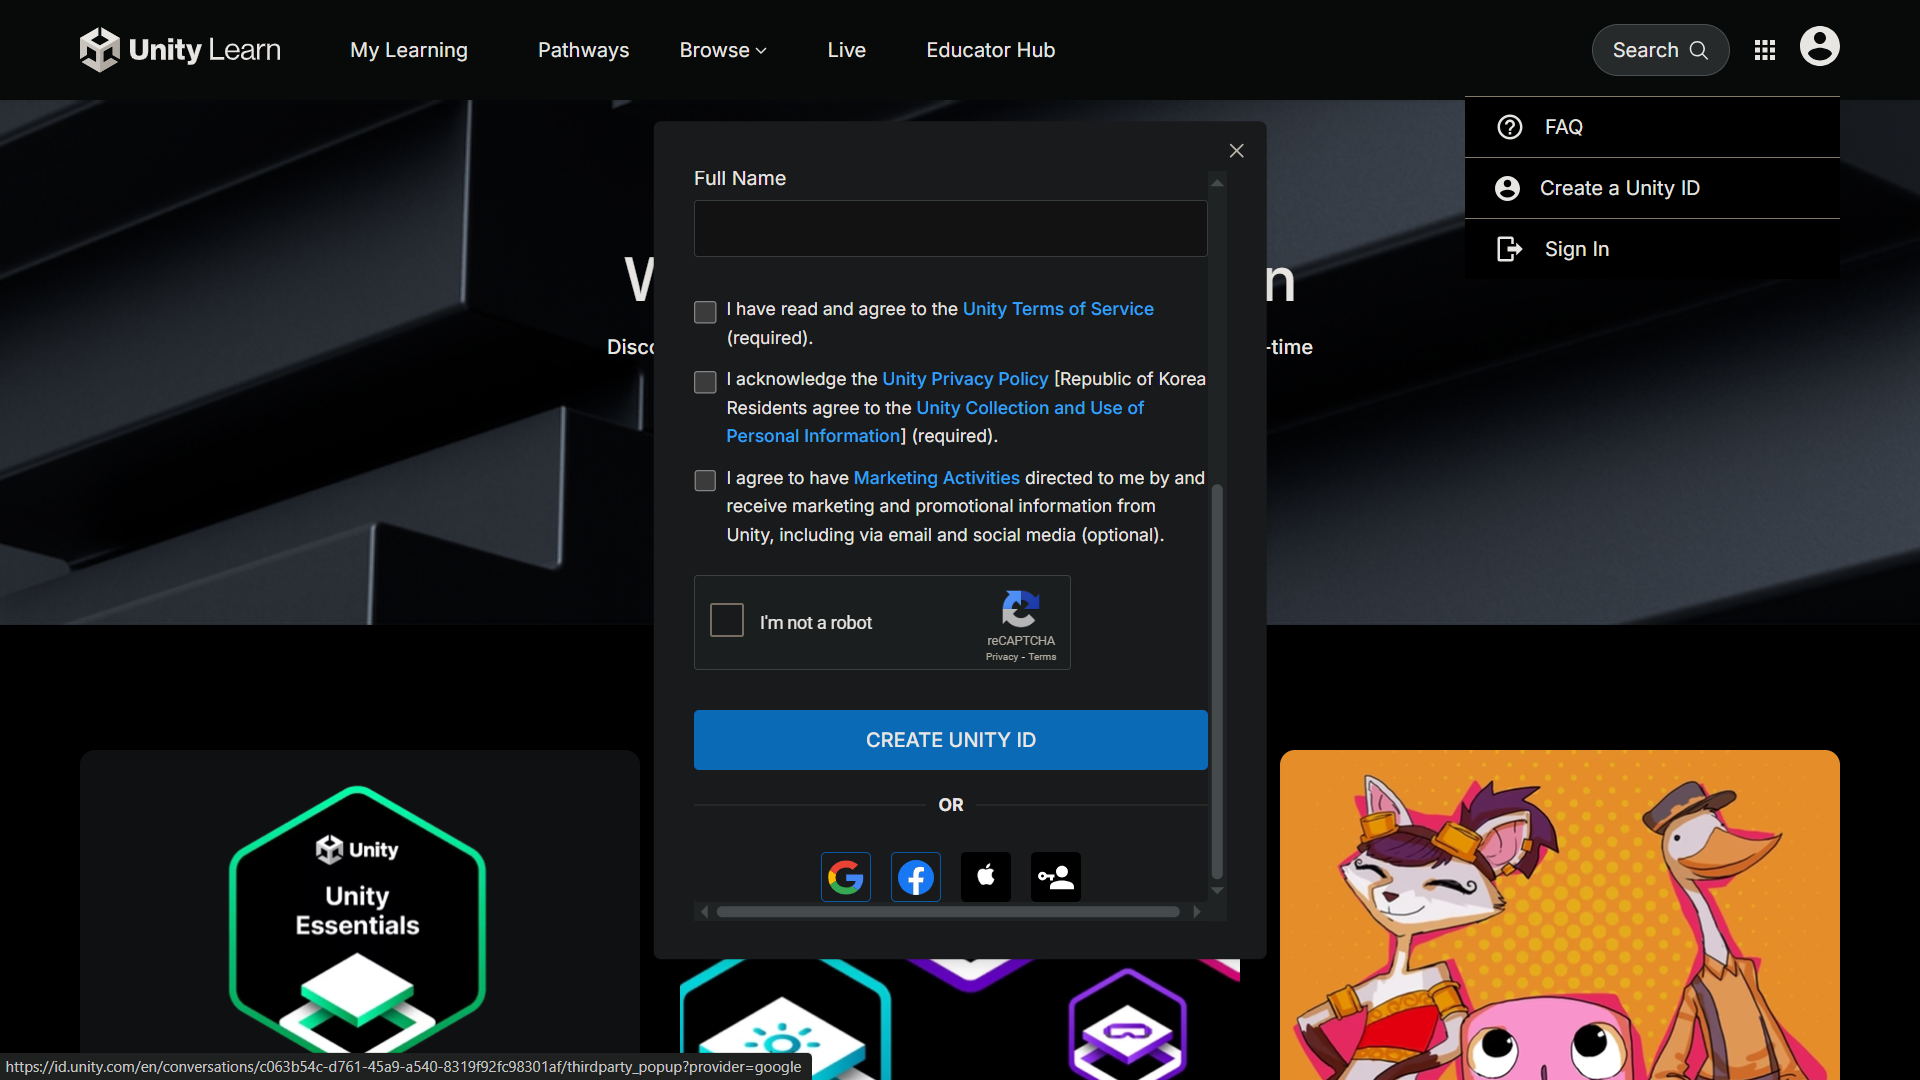 Unity Learn
My Learning
Pathways
Browse
Live
Educator Hub
Search
FAQ
Create a Unity ID
Sign In
W
n
Disco
-time
Full Name
I have read and agree to the Unity Terms of Service
(required).
I acknowledge the Unity Privacy Policy [Republic of Korea
Residents agree to the Unity Collection and Use of
Personal Information] (required).
I agree to have Marketing Activities directed to me by and
receive marketing and promotional information from
Unity, including via email and social media (optional).
I'm not a robot
reCAPTCHA
Privacy - Terms
CREATE UNITY ID
OR
Unity
Unity
Essentials
https://id.unity.com/en/conversations/c063b54c-d761-45a9-a540-8319f92fc98301af/thirdparty_popup?provider=google